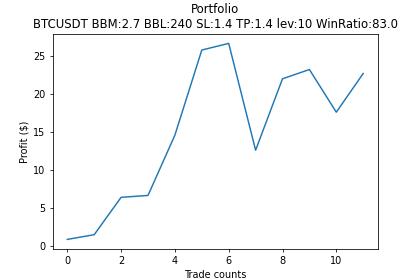 Portfolio
BTCUSDT BBM:2.7 BBL:240 SL:1.4 TP:1.4 lev:10 WinRatio:83.0
Profit ($)
25
20
15
10
5
0
0 2 4 6 8 10
Trade counts